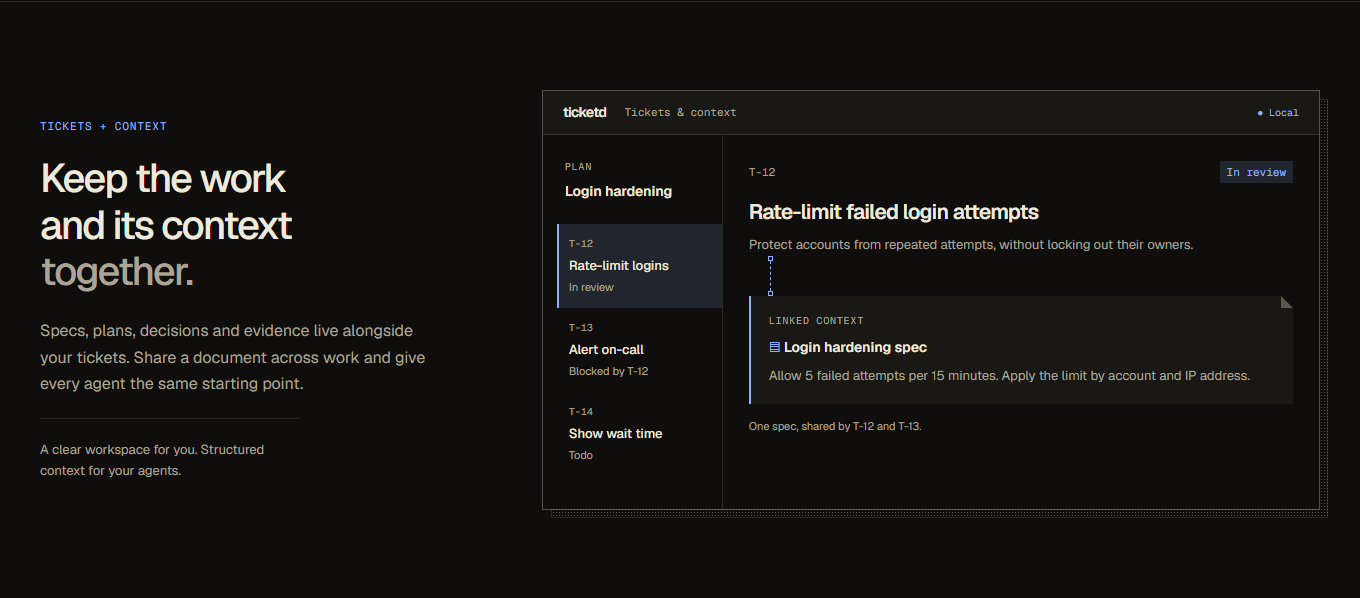 TICKETS + CONTEXT
Keep the work
and its context
together.
Specs, plans, decisions and evidence live alongside
your tickets. Share a document across work and give
every agent the same starting point.
A clear workspace for you. Structured
context for your agents.
ticketd Tickets & context
Local
PLAN
Login hardening
T-12
Rate-limit logins
In review
T-13
Alert on-call
Blocked by T-12
T-14
Show wait time
Todo
T-12
In review
Rate-limit failed login attempts
Protect accounts from repeated attempts, without locking out their owners.
LINKED CONTEXT
Login hardening spec
Allow 5 failed attempts per 15 minutes. Apply the limit by account and IP address.
One spec, shared by T-12 and T-13.